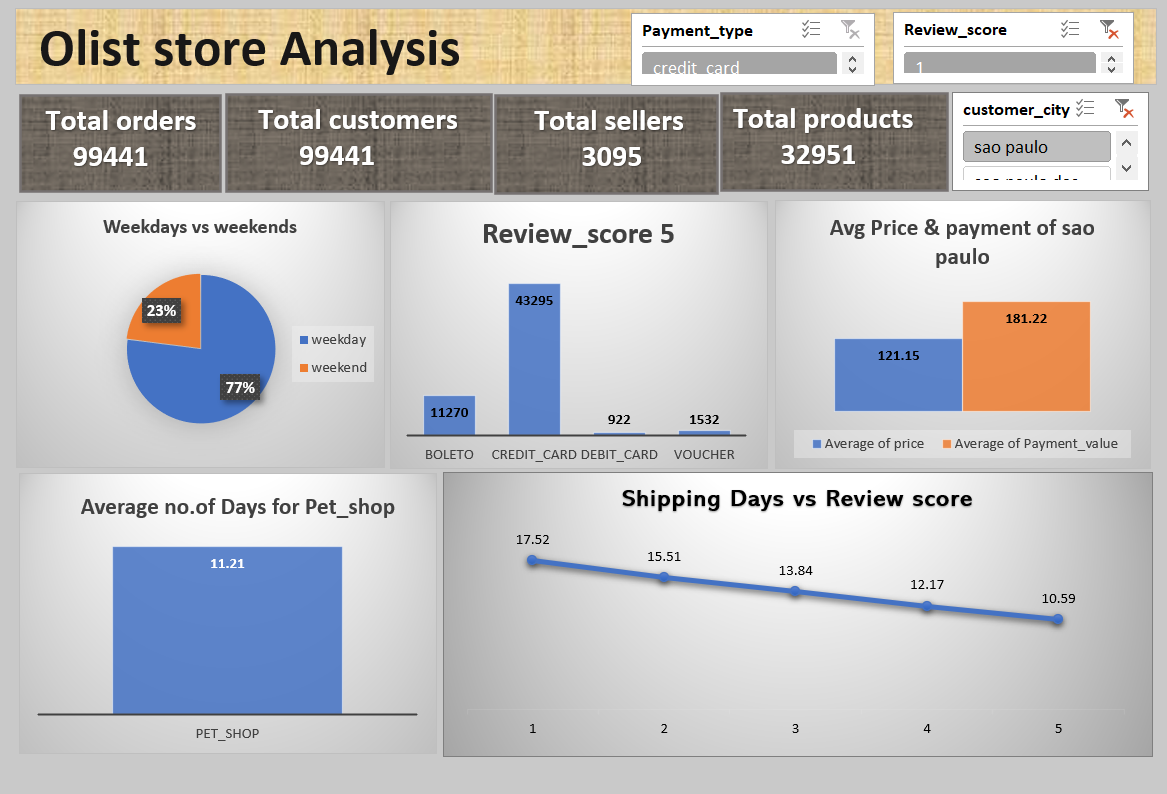 Olist store Analysis
Payment_type
credit_card
Review_score
1
Total orders
99441
Total customers
99441
Total sellers
3095
Total products
32951
customer_city
sao paulo
Weekdays vs weekends
23%
77%
weekday
weekend
Review_score 5
43295
11270
922
1532
BOLETO CREDIT_CARD DEBIT_CARD VOUCHER
Avg Price & payment of sao
paulo
181.22
121.15
Average of price Average of Payment_value
Average no.of Days for Pet_shop
11.21
PET_SHOP
Shipping Days vs Review score
17.52
15.51
13.84
12.17
10.59
1 2 3 4 5